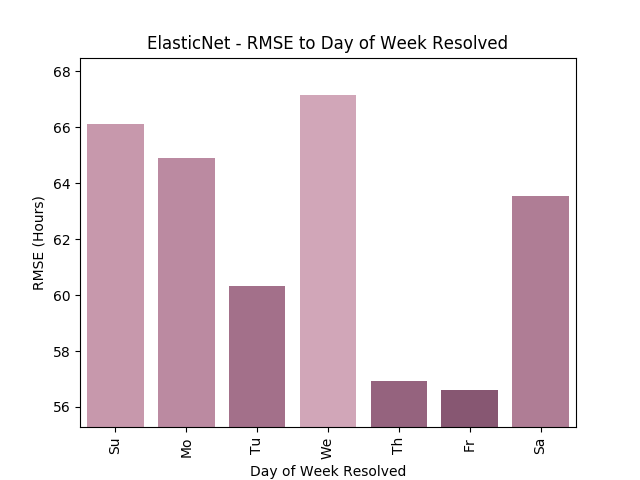 ElasticNet - RMSE to Day of Week Resolved
RMSE (Hours)
68
66
64
62
60
58
56
Su
Mo
Tu
We
Th
Fr
Sa
Day of Week Resolved